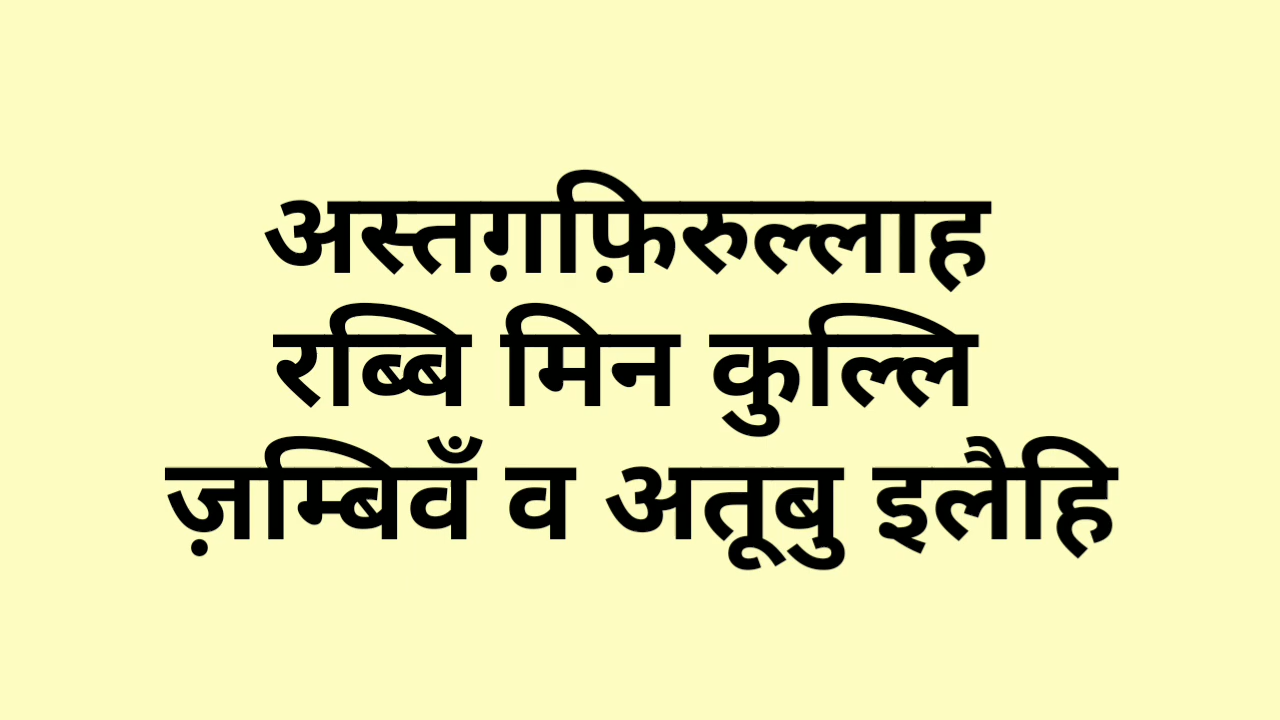 अस्तग़फ़िरुल्लाह
रब्बि मिन कुल्लि
ज़म्बिवँ व अतूबु इलैहि